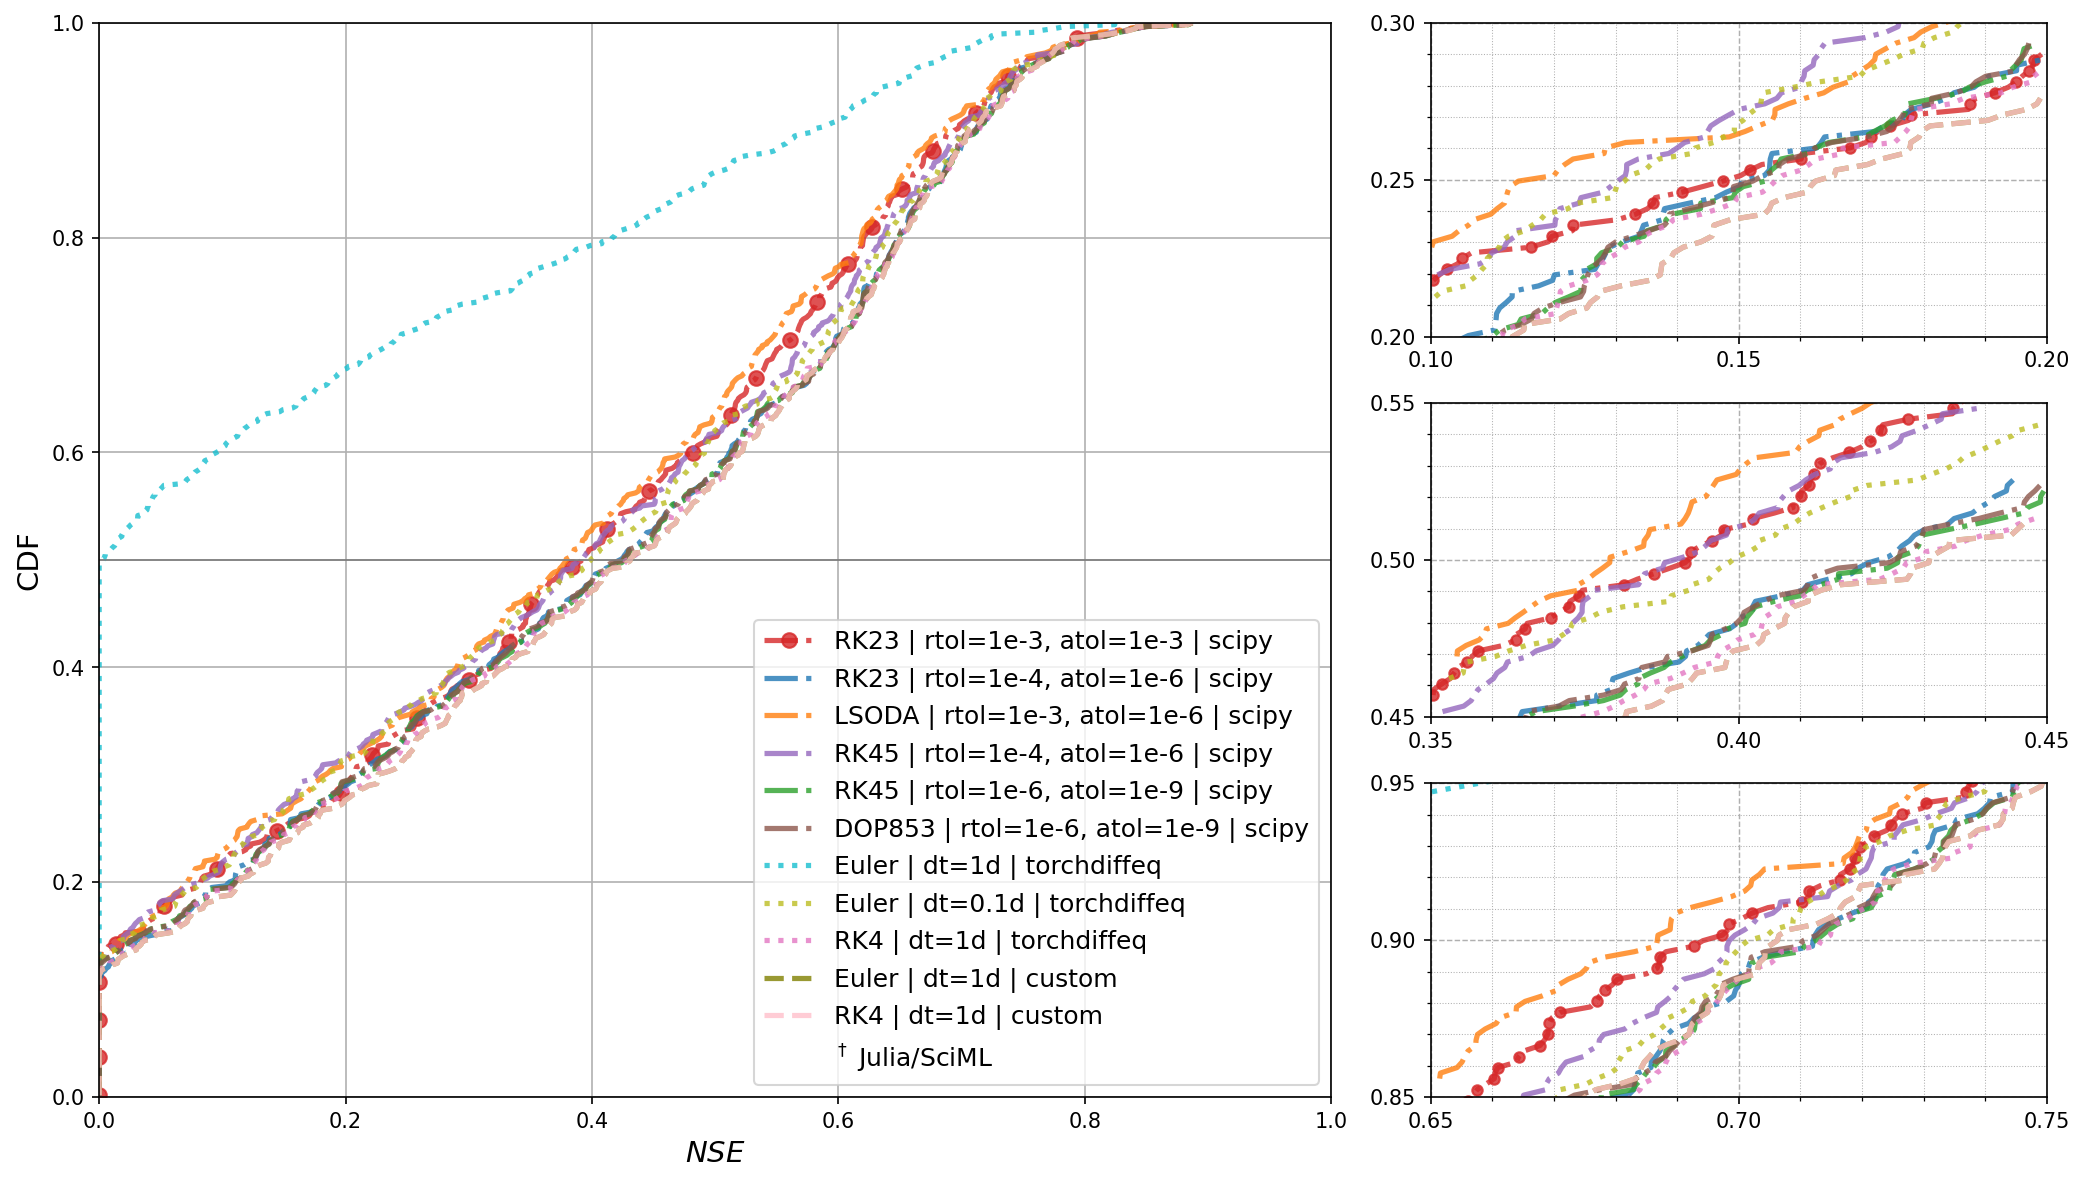 1.0
0.8
0.6
0.4
0.2
0.0
CDF
0.0 0.2 0.4 0.6 0.8 1.0
NSE
RK23 | rtol=1e-3, atol=1e-3 | scipy
RK23 | rtol=1e-4, atol=1e-6 | scipy
LSODA | rtol=1e-3, atol=1e-6 | scipy
RK45 | rtol=1e-4, atol=1e-6 | scipy
RK45 | rtol=1e-6, atol=1e-9 | scipy
DOP853 | rtol=1e-6, atol=1e-9 | scipy
Euler | dt=1d | torchdiffeq
Euler | dt=0.1d | torchdiffeq
RK4 | dt=1d | torchdiffeq
Euler | dt=1d | custom
RK4 | dt=1d | custom
† Julia/SciML
0.30
0.25
0.20
0.10 0.15 0.20
0.55
0.50
0.45
0.35 0.40 0.45
0.95
0.90
0.85
0.65 0.70 0.75